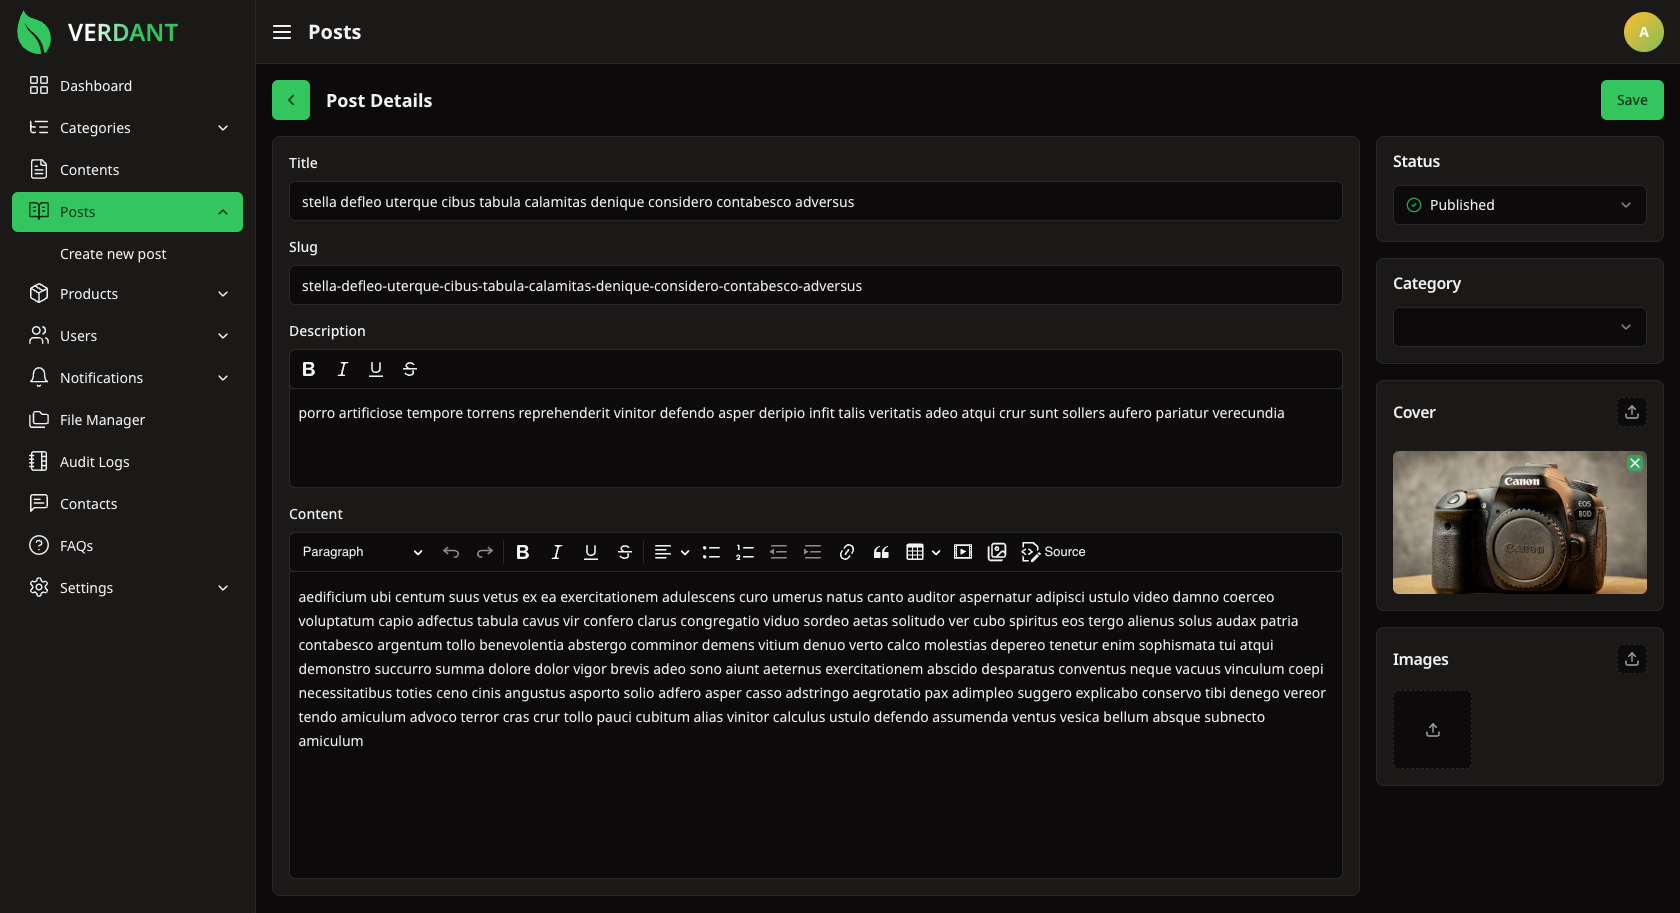 VERDANT
Dashboard
Categories
Contents
Posts
Create new post
Products
Users
Notifications
File Manager
Audit Logs
Contacts
FAQs
Settings
Posts
A
Post Details
Save
Title
stella defleo uterque cibus tabula calamitas denique considero contabesco adversus
Slug
stella-defleo-uterque-cibus-tabula-calamitas-denique-considero-contabesco-adversus
Description
B I U S
porro artificiose tempore torrens reprehenderit vinitor defendo asper deripio infit talis veritatis adeo atqui crur sunt sollers aufero pariatur verecundia
Content
Paragraph B I U S Source
aedificium ubi centum suus vetus ex ea exercitationem adulescens curo umerus natus canto auditor aspernatur adipisci ustulo video damno coerceo
voluptatum capio adfectus tabula cavus vir confero clarus congregatio viduo sordeo aetas solitudo ver cubo spiritus eos tergo alienus solus audax patria
contabesco argentum tollo benevolentia abstergo comminor demens vitium denuo verto calco molestias depereo tenetur enim sophismata tui atqui
demonstro succurro summa dolore dolor vigor brevis adeo sono aiunt aeternus exercitationem abscido desparatus conventus neque vacuus vinculum coepi
necessitatibus toties ceno cinis angustus asporto solio adfero asper casso adstringo aegrotatio pax adimpleo suggero explicabo conservo tibi denego vereor
tendo amiculum advoco terror cras crur tollo pauci cubitum alias vinitor calculus ustulo defendo assumenda ventus vesica bellum absque subnecto
amiculum
Status
Published
Category
Cover
Canon
EOS
80D
Canon
Images